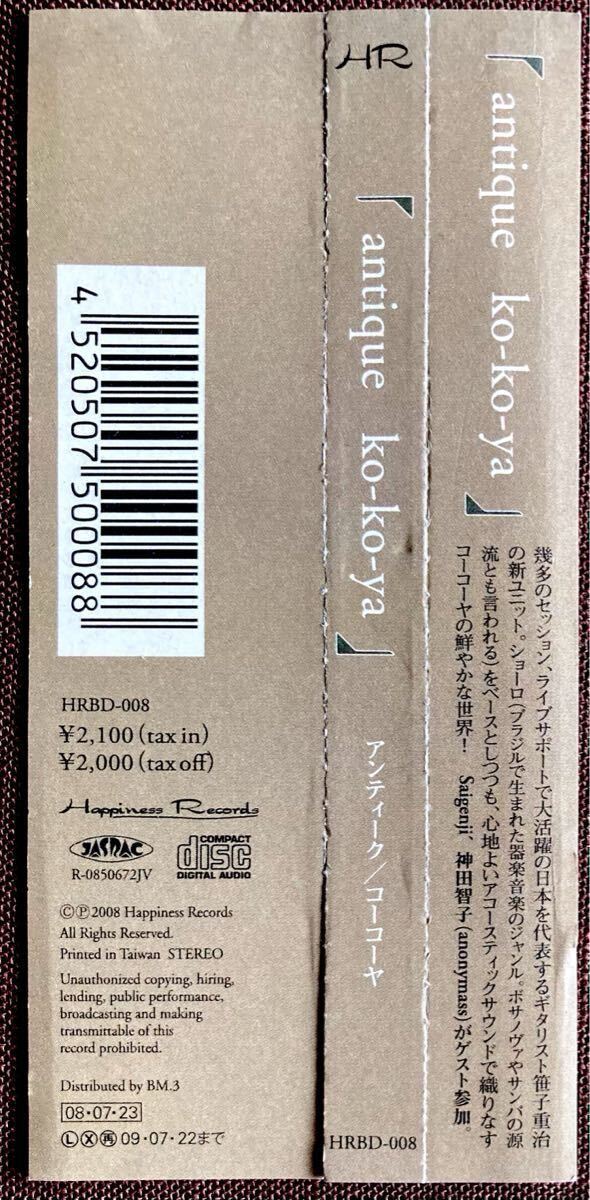 『antique ko-ko-ya』
幾多のセッション、ライブサポートで大活躍の日本を代表するギタリスト笹子重治
の新ユニット。ショーロ(ブラジルで生まれた器楽音楽のジャンル。ボサノヴァやサンバの源
流とも言われる)をベースとしつつも、心地よいアコースティックサウンドで織りなす
コーコーヤの鮮やかな世界! Saigenji、神田智子(anonymass)がゲスト参加。
HR
『antique ko-ko-ya』
アンティーク/コーコーヤ
HRBD-008
4 520507 500088
HRBD-008
¥2,100 (tax in)
¥2,000 (tax off)
Happiness Records
JASRAC
R-0850672JV
COMPACT
disc
DIGITAL AUDIO
ⒸⓅ2008 Happiness Records
All Rights Reserved.
Printed in Taiwan STEREO
Unauthorized copying, hiring,
lending, public performance,
broadcasting and making
transmittable of this
record prohibited.
Distributed by BM.3
08・07・23
ⓁⓍ再 09・07・22まで